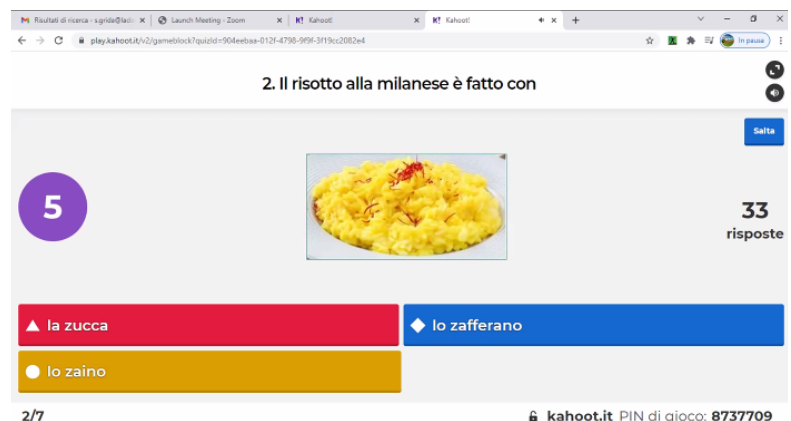 Risultati di ricerca - s.grida@ladi
Launch Meeting - Zoom
Kahoot!
Kahoot!
play.kahoot.it/v2/gameblock?quizId=904eebaa-012f-4798-9f9f-3f19cc2082e4
In pausa
2. Il risotto alla milanese è fatto con
Salta
5
33
risposte
la zucca
lo zafferano
lo zaino
2/7
kahoot.it PIN di gioco: 8737709